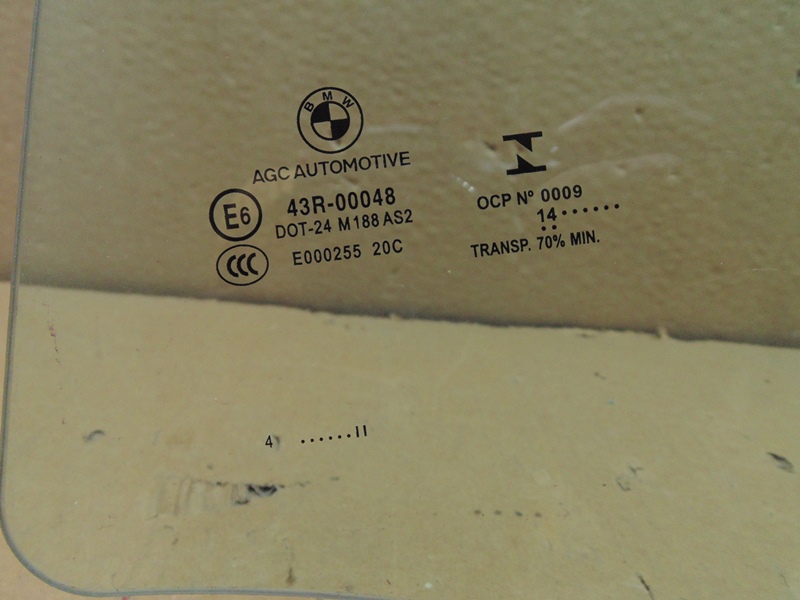 BMW
AGC AUTOMOTIVE
E6
43R-00048
DOT-24 M188 AS2
CCC
E000255 20C
OCP Nº 0009
14.......
..
TRANSP. 70% MIN.
4 ......II